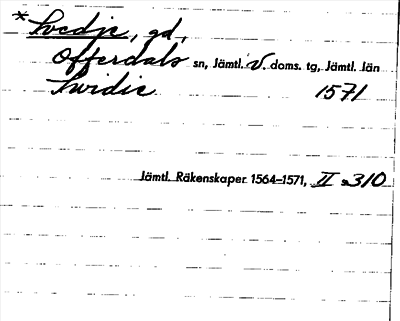 * Svedje, gd,
Offerdals sn, Jämtl. V. doms. tg, Jämtl. län
Swidie 1571
Jämtl. Räkenskaper 1564–1571, II s 310